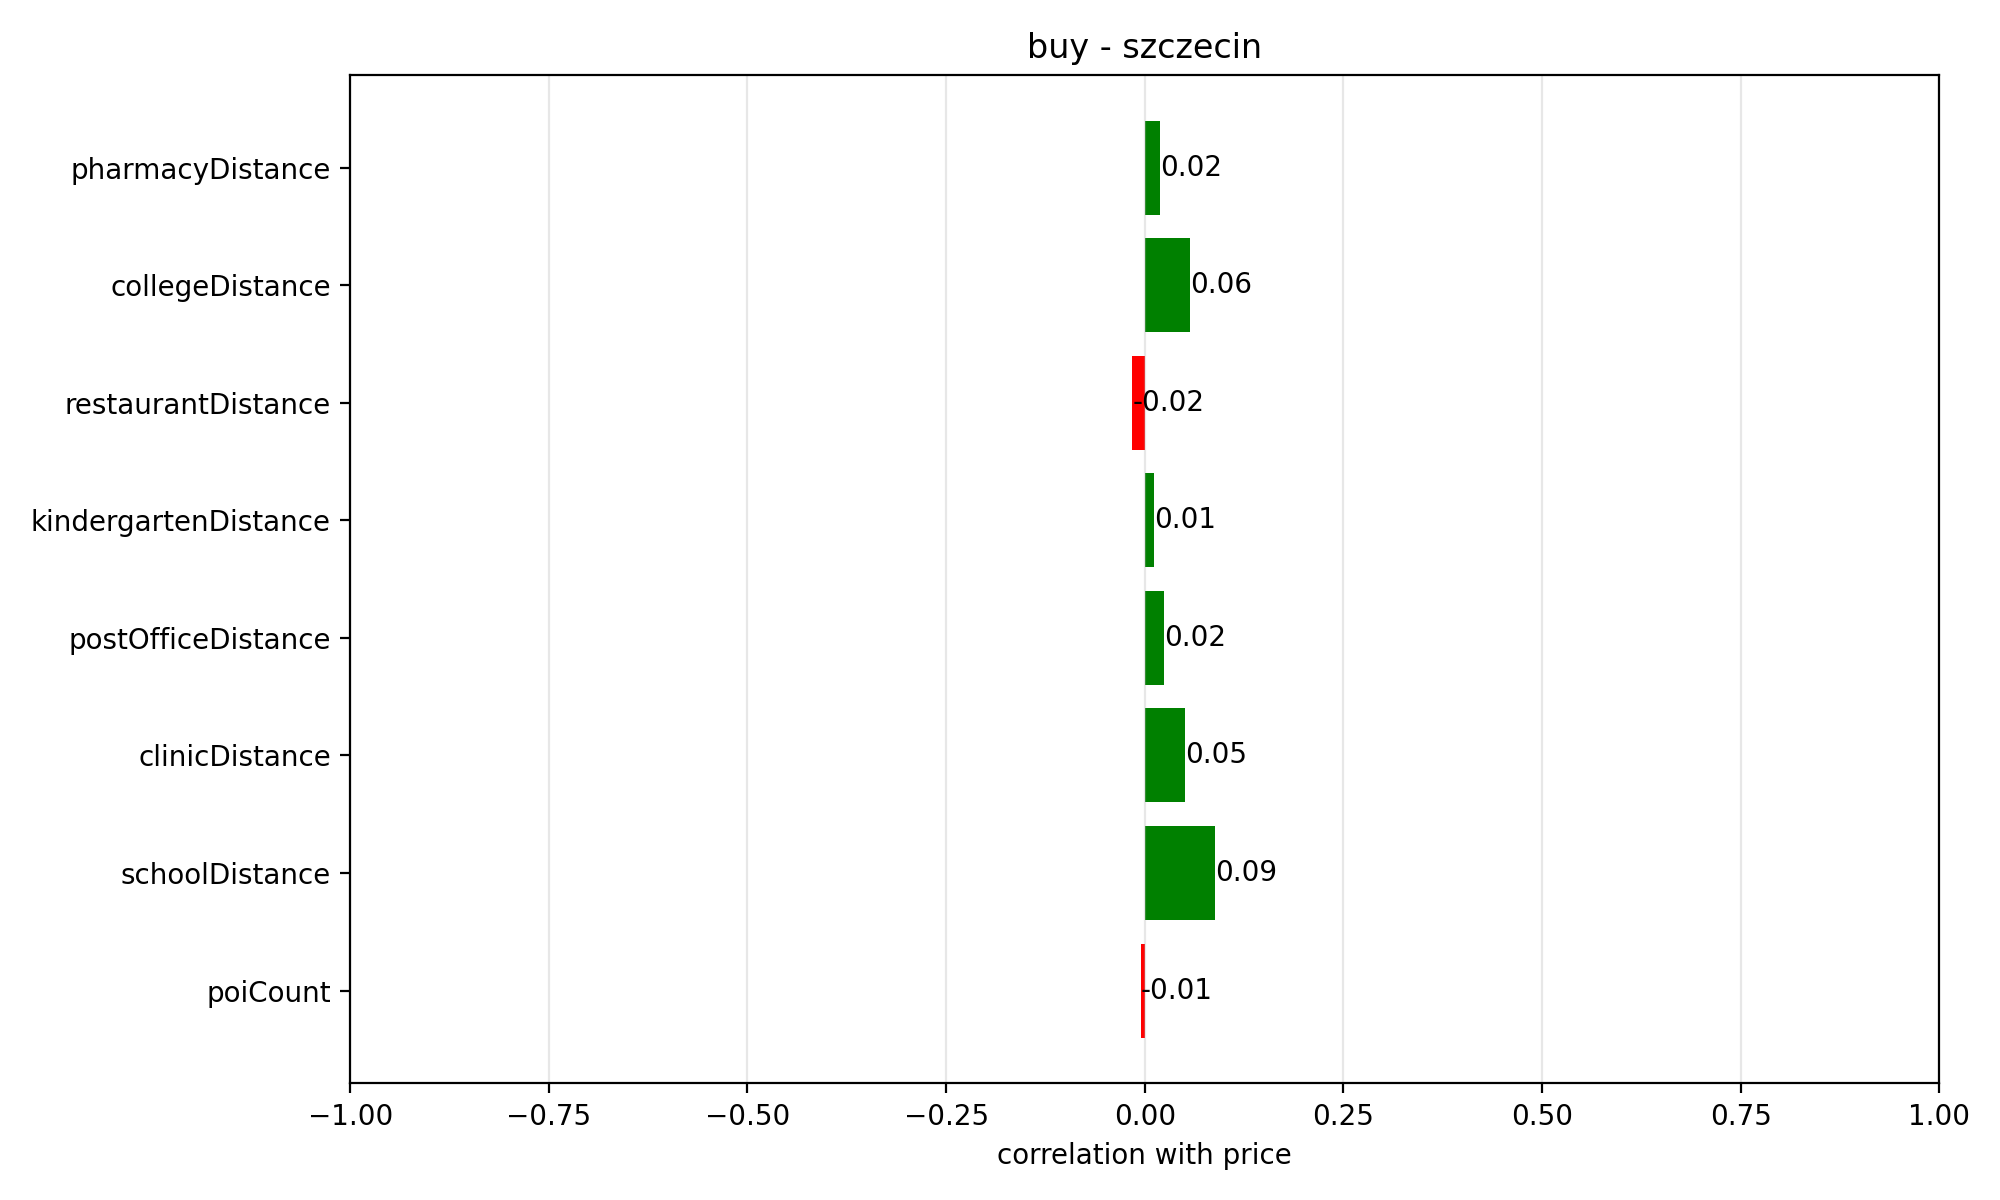 buy - szczecin
pharmacyDistance 0.02
collegeDistance 0.06
restaurantDistance -0.02
kindergartenDistance 0.01
postOfficeDistance 0.02
clinicDistance 0.05
schoolDistance 0.09
poiCount -0.01
−1.00 −0.75 −0.50 −0.25 0.00 0.25 0.50 0.75 1.00
correlation with price